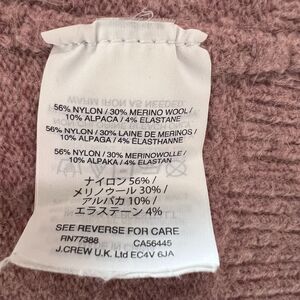 56% NYLON / 30% MERINO WOOL /
10% ALPACA / 4% ELASTANE
56% NYLON / 30% LAINE DE MERINOS /
10% ALPAGA / 4% ELASTHANNE
56% NYLON / 30% MERINOWOLLE /
10% ALPAKA / 4% ELASTAN
ナイロン 56% /
メリノウール 30% /
アルパカ 10% /
エラステーン 4%
SEE REVERSE FOR CARE
RN77388 CA56445
J.CREW U.K. Ltd EC4V 6JA